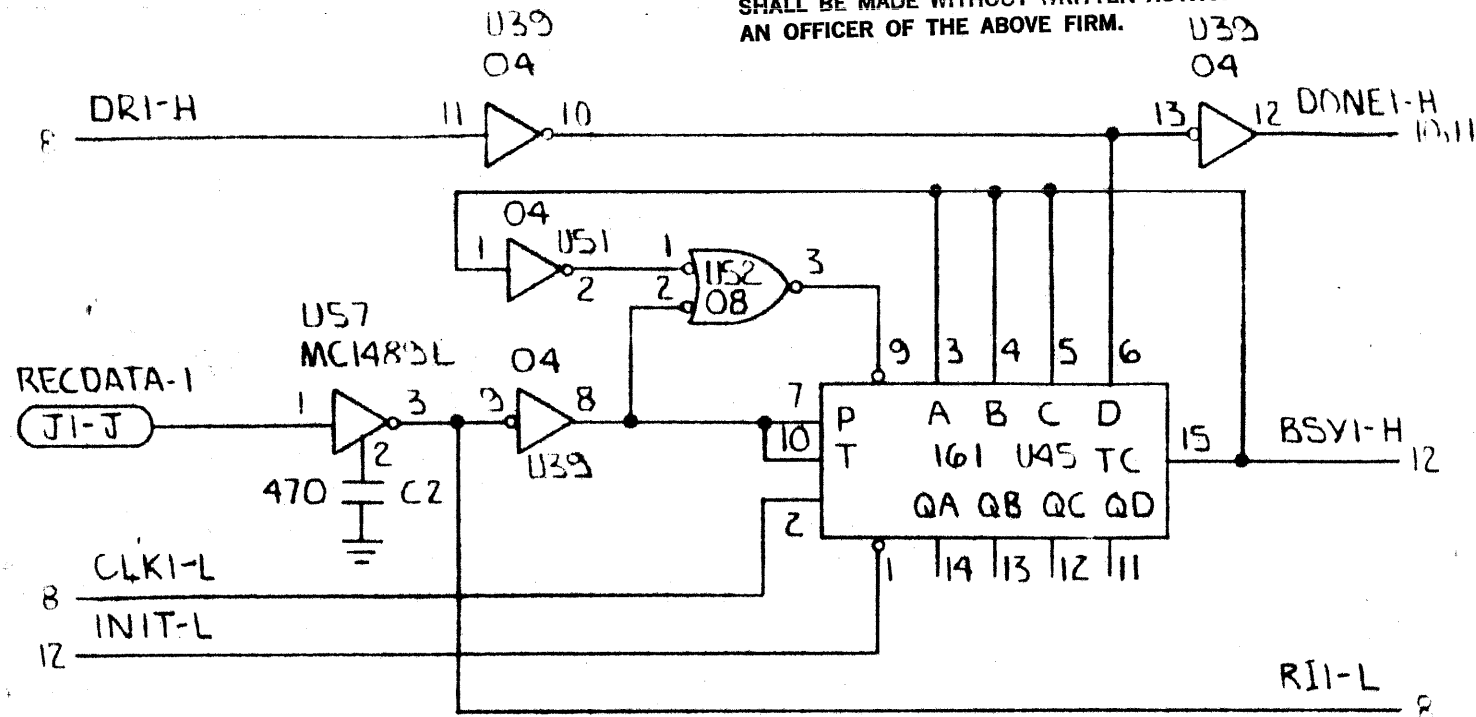 SHALL BE MADE WITHOUT WRITTEN
AN OFFICER OF THE ABOVE FIRM.
U39
04
U39
04
DR1-H
11
10
13
12
DONE1-H
10,11
04
1
U51
2
1
2
U52
08
3
U57
MC1489L
04
9
3
4
5
6
RECDATA-1
J1-J
1
3
2
9
8
U39
7
10
P
T
A B C D
161 U45 TC
QA QB QC QD
15
BSY1-H
12
470
C2
2
1
14
13
12
11
CLK1-L
8
INIT-L
12
RI1-L
8